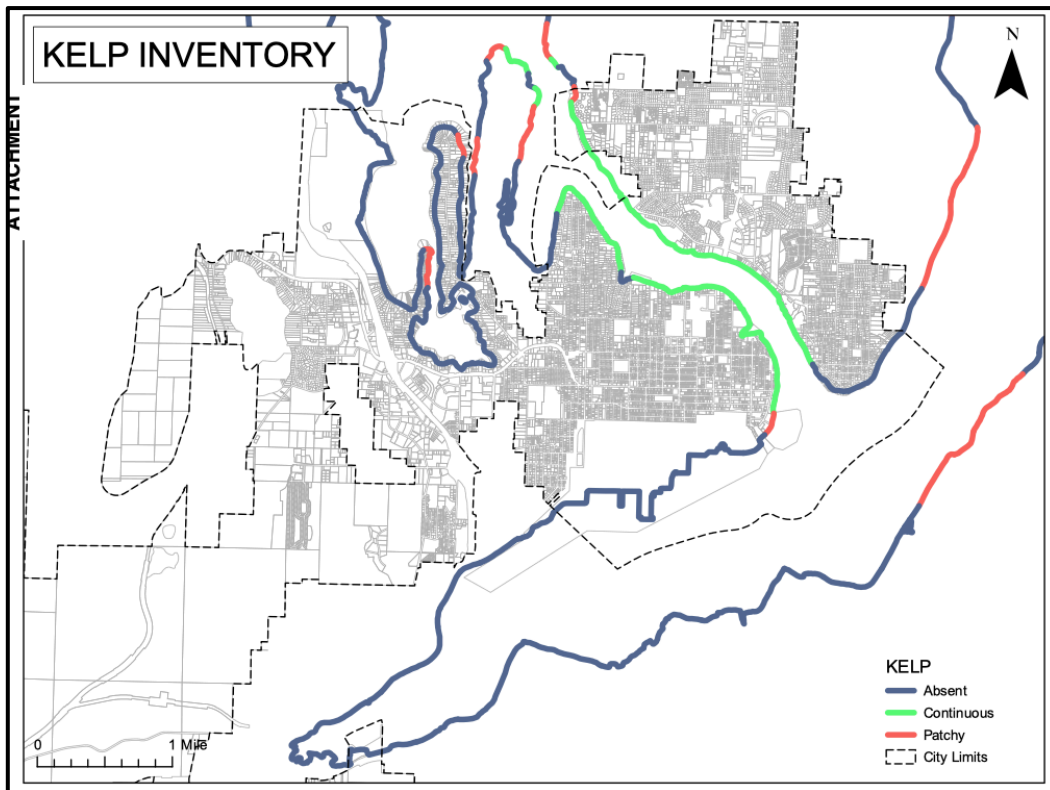 KELP INVENTORY
N
ATTACHMENT
KELP
Absent
Continuous
Patchy
City Limits
0 1 Mile